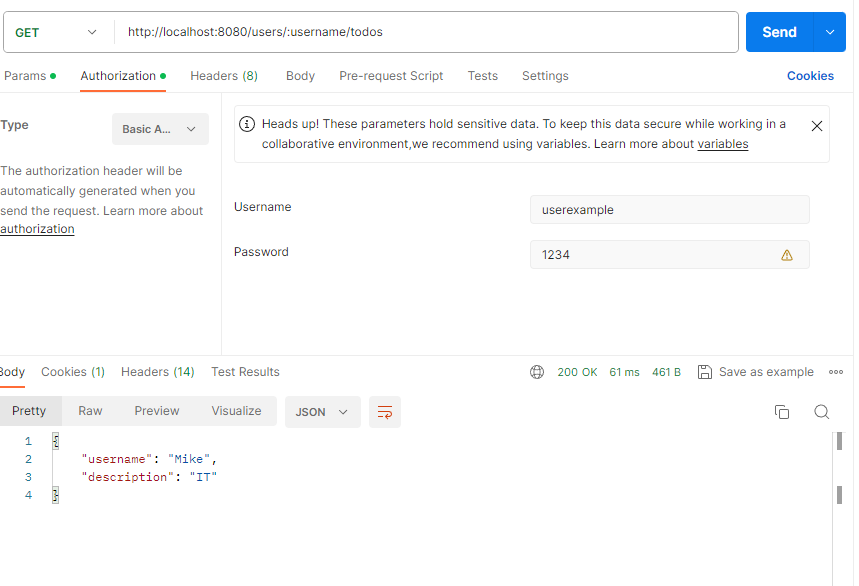 GET http://localhost:8080/users/:username/todos Send
Params Authorization Headers (8) Body Pre-request Script Tests Settings Cookies
Type Basic A...
The authorization header will be
automatically generated when you
send the request. Learn more about
authorization
Heads up! These parameters hold sensitive data. To keep this data secure while working in a
collaborative environment,we recommend using variables. Learn more about variables
Username userexample
Password 1234
Body Cookies (1) Headers (14) Test Results 200 OK 61 ms 461 B Save as example
Pretty Raw Preview Visualize JSON
1 {
2 "username": "Mike",
3 "description": "IT"
4 }